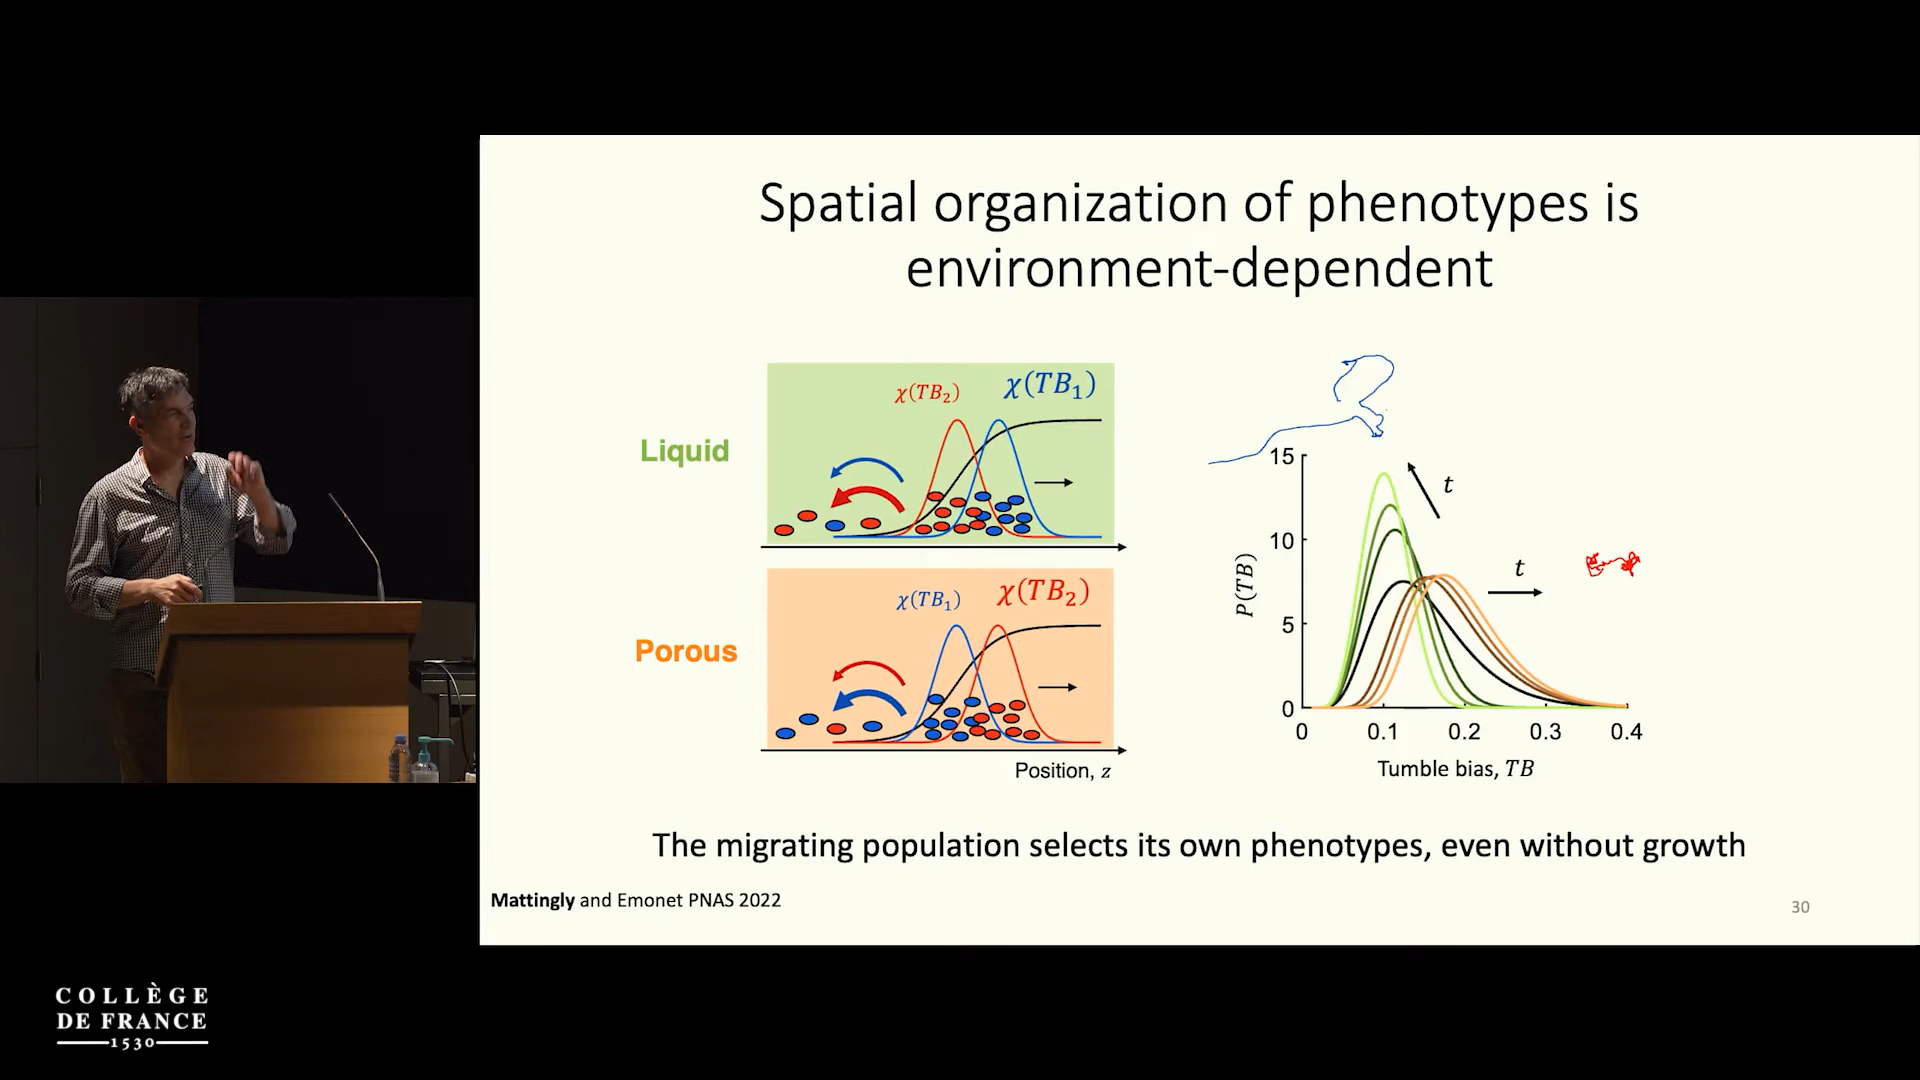 Spatial organization of phenotypes is
environment-dependent
Liquid
χ(TB₂)
χ(TB₁)
Porous
χ(TB₁)
χ(TB₂)
Position, z
15
10
5
0
P(TB)
t
t
0 0.1 0.2 0.3 0.4
Tumble bias, TB
The migrating population selects its own phenotypes, even without growth
Mattingly and Emonet PNAS 2022
30
COLLÈGE
DE FRANCE
1530